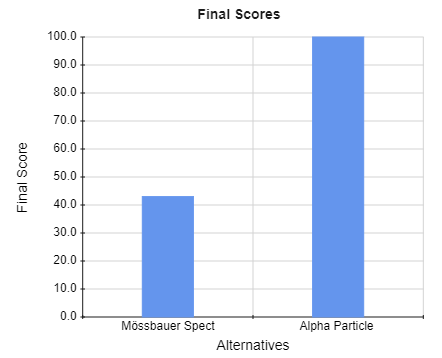 Final Scores
100.0
90.0
80.0
70.0
60.0
50.0
40.0
30.0
20.0
10.0
0.0
Final Score
Mössbauer Spect
Alpha Particle
Alternatives